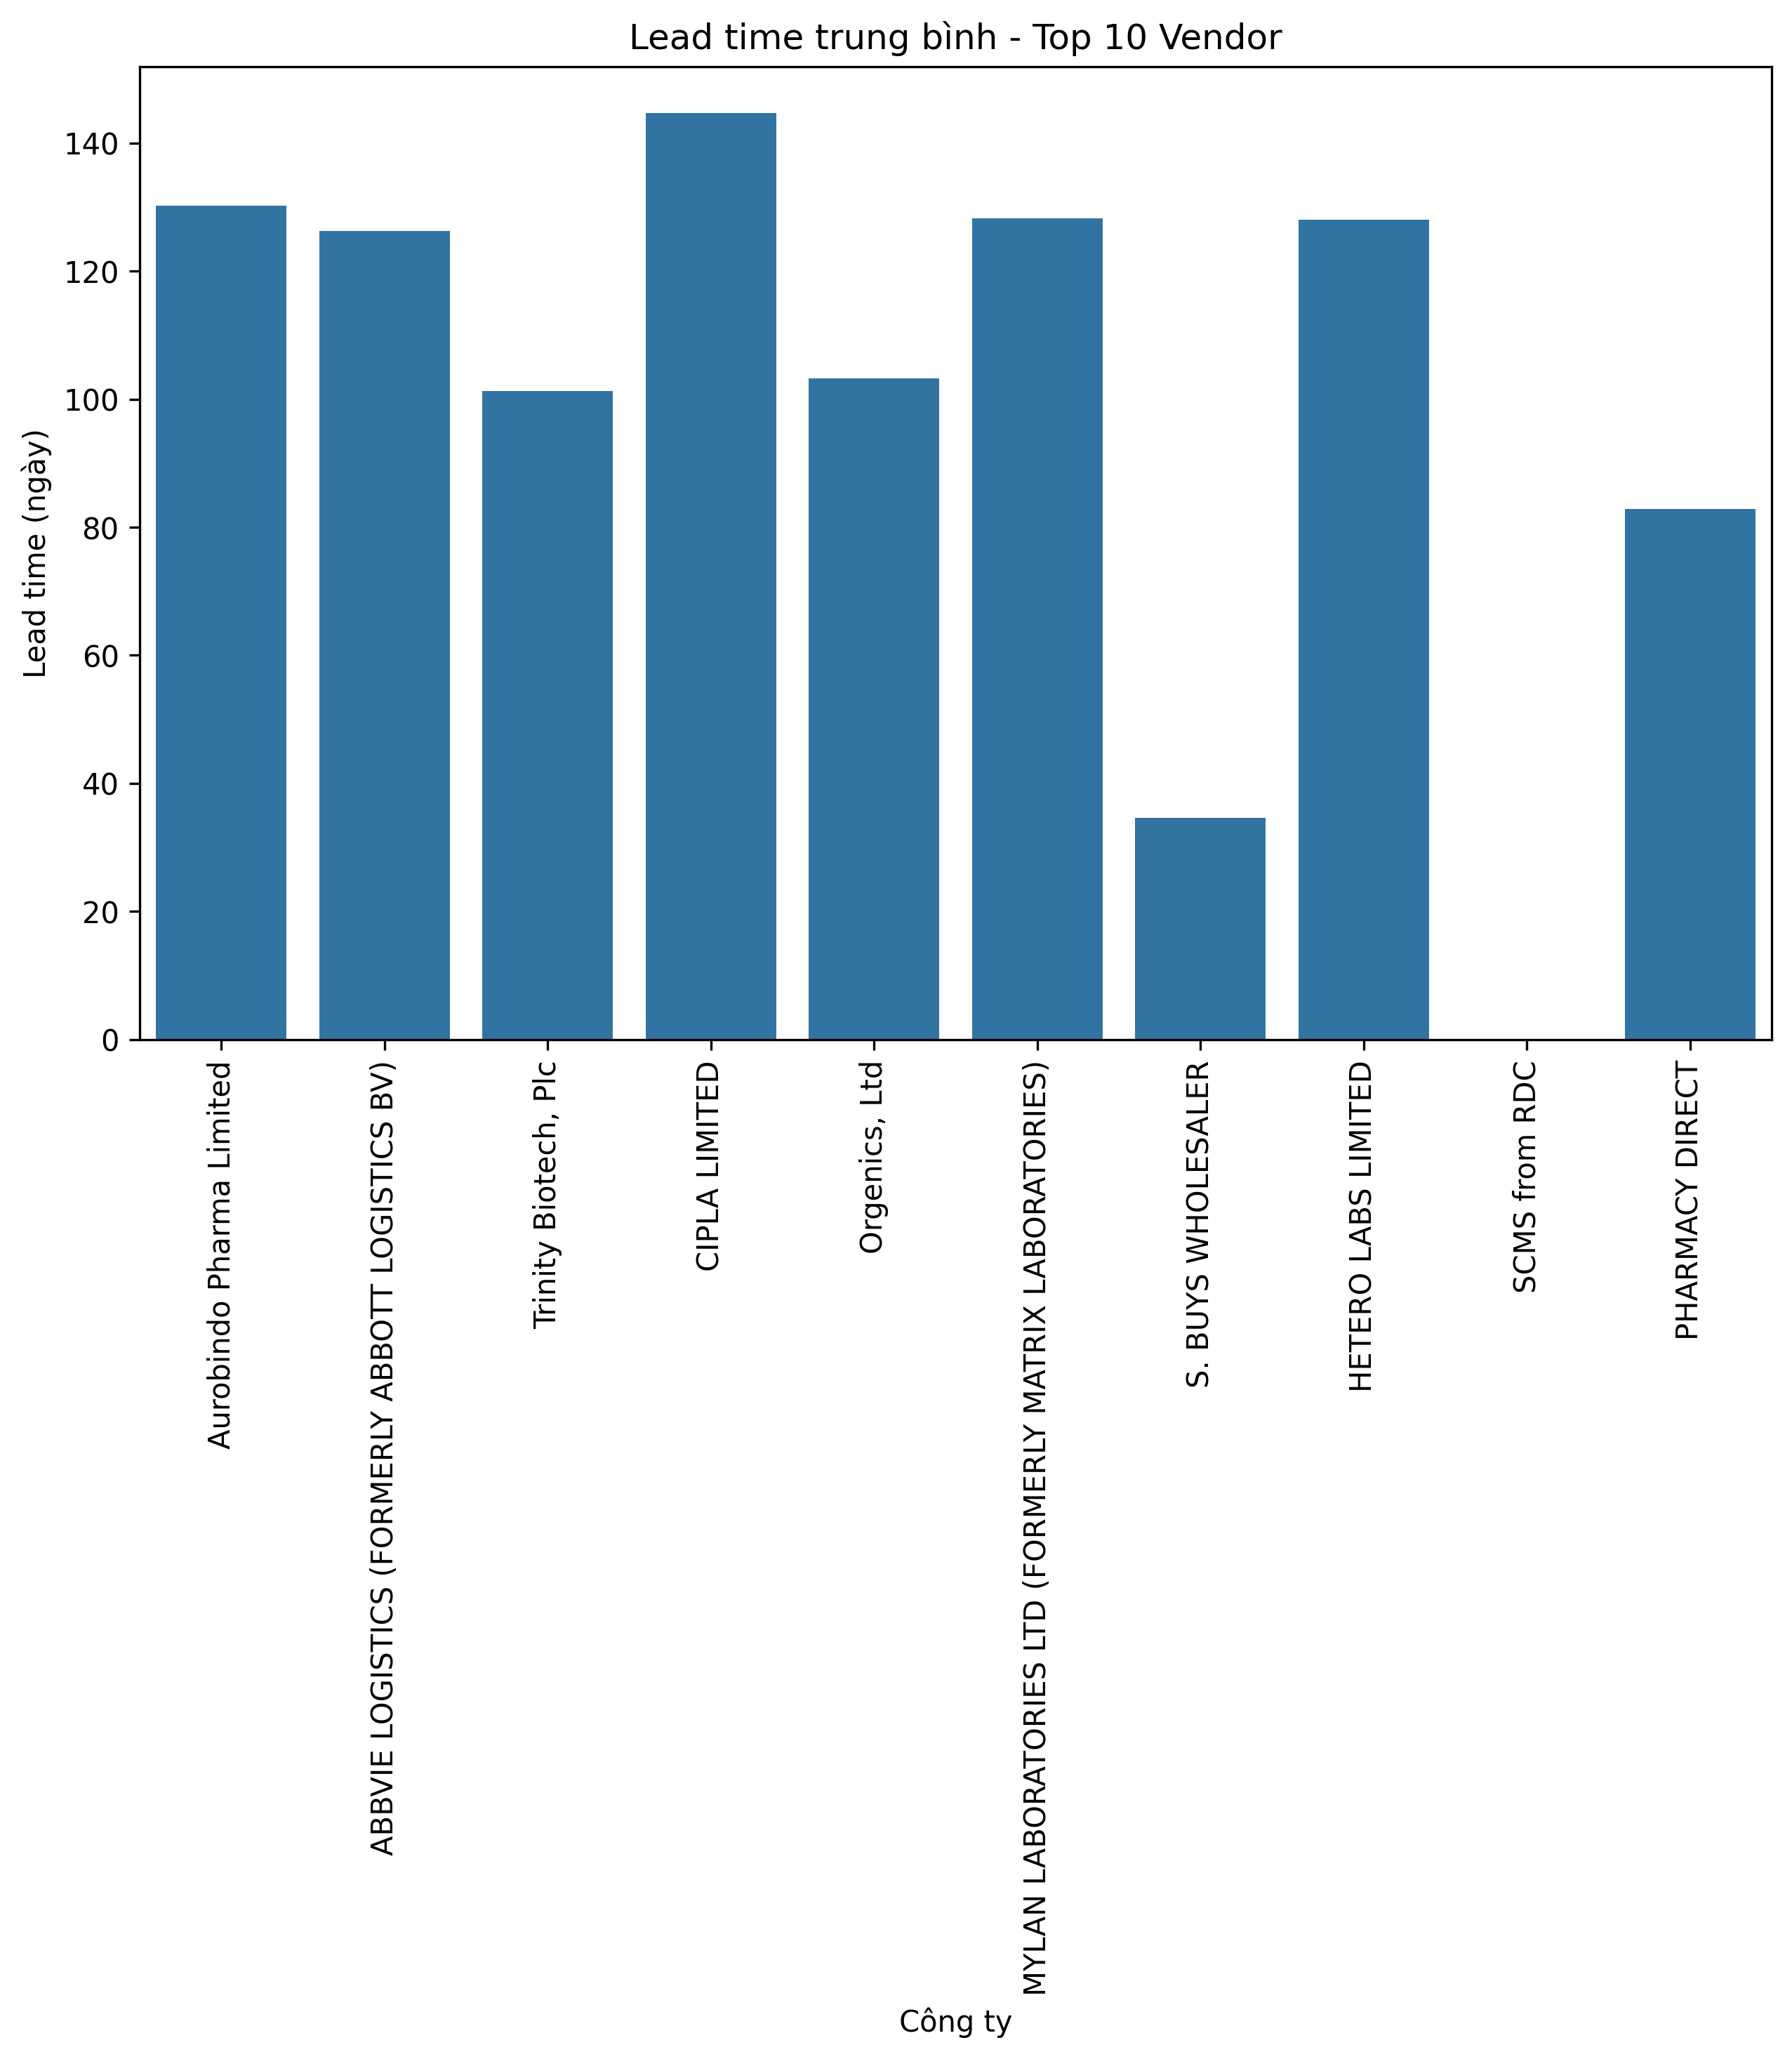 Lead time trung bình - Top 10 Vendor
Lead time (ngày)
140
120
100
80
60
40
20
0
Aurobindo Pharma Limited
ABBVIE LOGISTICS (FORMERLY ABBOTT LOGISTICS BV)
Trinity Biotech, Plc
CIPLA LIMITED
Orgenics, Ltd
MYLAN LABORATORIES LTD (FORMERLY MATRIX LABORATORIES)
S. BUYS WHOLESALER
HETERO LABS LIMITED
SCMS from RDC
PHARMACY DIRECT
Công ty